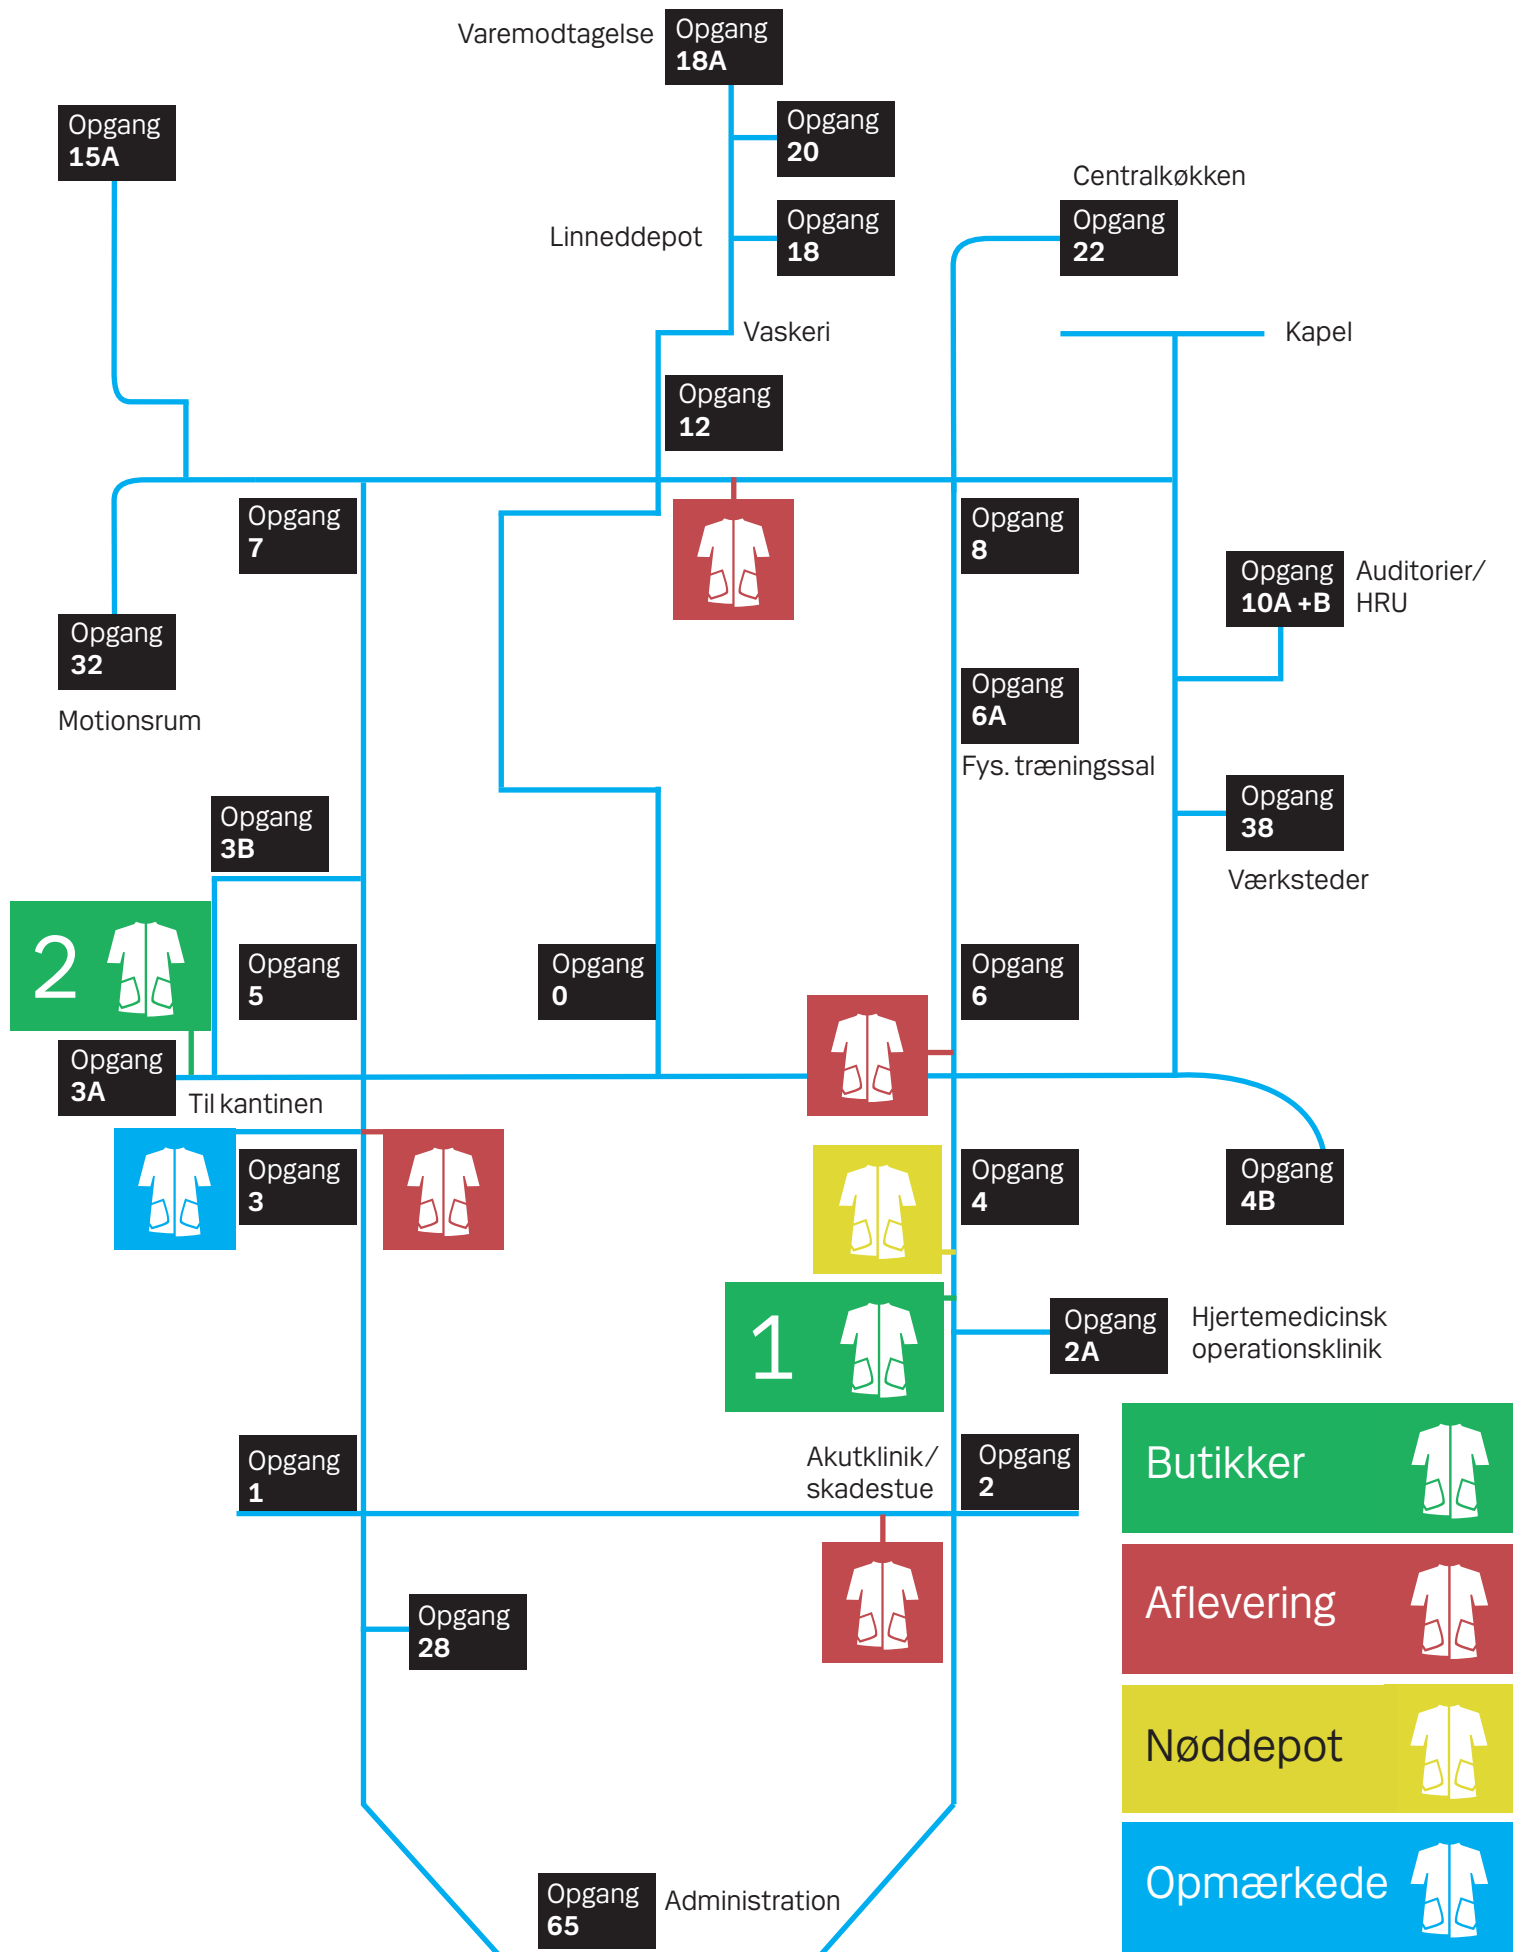 Varemodtagelse
Opgang
18A
Opgang
15A
Opgang
20
Centralkøkken
Opgang
22
Linneddepot
Opgang
18
Vaskeri
Kapel
Opgang
12
Opgang
7
Opgang
8
Opgang
10A +B
Auditorier/
HRU
Opgang
32
Motionsrum
Opgang
6A
Fys. træningssal
Opgang
38
Værksteder
Opgang
3B
2
Opgang
5
Opgang
0
Opgang
6
Opgang
3A
Til kantinen
Opgang
3
Opgang
4
Opgang
4B
1
Opgang
2A
Hjertemedicinsk
operationsklinik
Opgang
1
Akutklinik/
skadestue
Opgang
2
Butikker
Aflevering
Opgang
28
Nøddepot
Opgang
65
Administration
Opmærkede